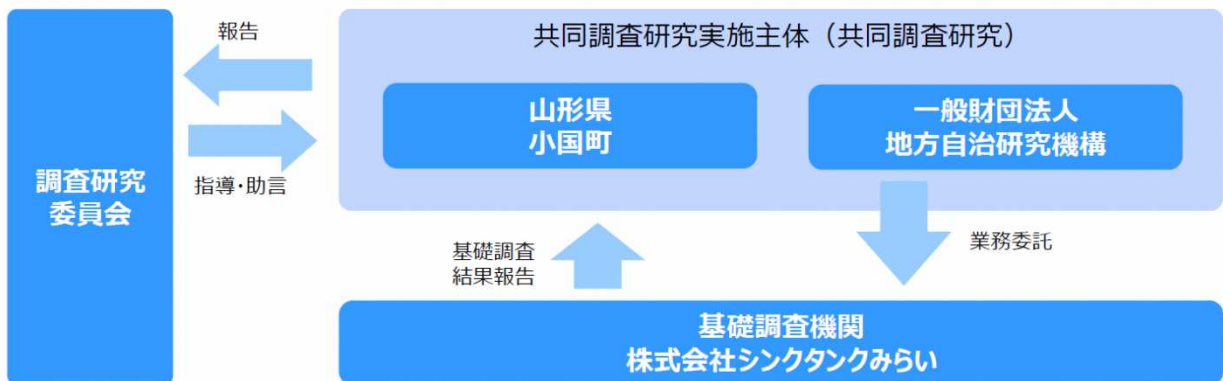 報告
共同調査研究実施主体（共同調査研究）
山形県
小国町
一般財団法人
地方自治研究機構
調査研究
委員会
指導・助言
基礎調査
結果報告
業務委託
基礎調査機関
株式会社シンクタンクみらい